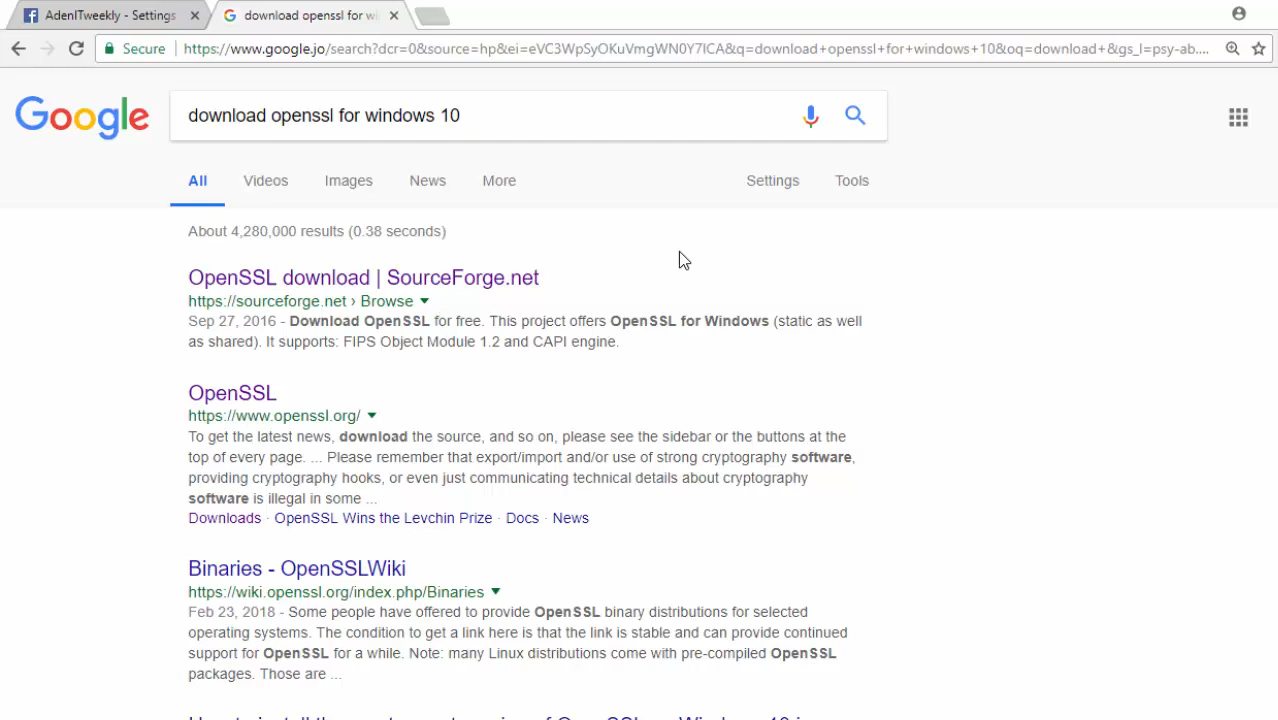 AdenITweekly - Settings
download openssl for wi
Secure
https://www.google.jo/search?dcr=0&source=hp&ei=eVC3WpSyOKuVmgWN0Y7ICA&q=download+openssl+for+windows+10&oq=download+&gs_l=psy-ab....
Google
download openssl for windows 10
All Videos Images News More Settings Tools
About 4,280,000 results (0.38 seconds)
OpenSSL download | SourceForge.net
https://sourceforge.net › Browse
Sep 27, 2016 - Download OpenSSL for free. This project offers OpenSSL for Windows (static as well
as shared). It supports: FIPS Object Module 1.2 and CAPI engine.
OpenSSL
https://www.openssl.org/
To get the latest news, download the source, and so on, please see the sidebar or the buttons at the
top of every page. ... Please remember that export/import and/or use of strong cryptography software,
providing cryptography hooks, or even just communicating technical details about cryptography
software is illegal in some ...
Downloads · OpenSSL Wins the Levchin Prize · Docs · News
Binaries - OpenSSLWiki
https://wiki.openssl.org/index.php/Binaries
Feb 23, 2018 - Some people have offered to provide OpenSSL binary distributions for selected
operating systems. The condition to get a link here is that the link is stable and can provide continued
support for OpenSSL for a while. Note: many Linux distributions come with pre-compiled OpenSSL
packages. Those are ...